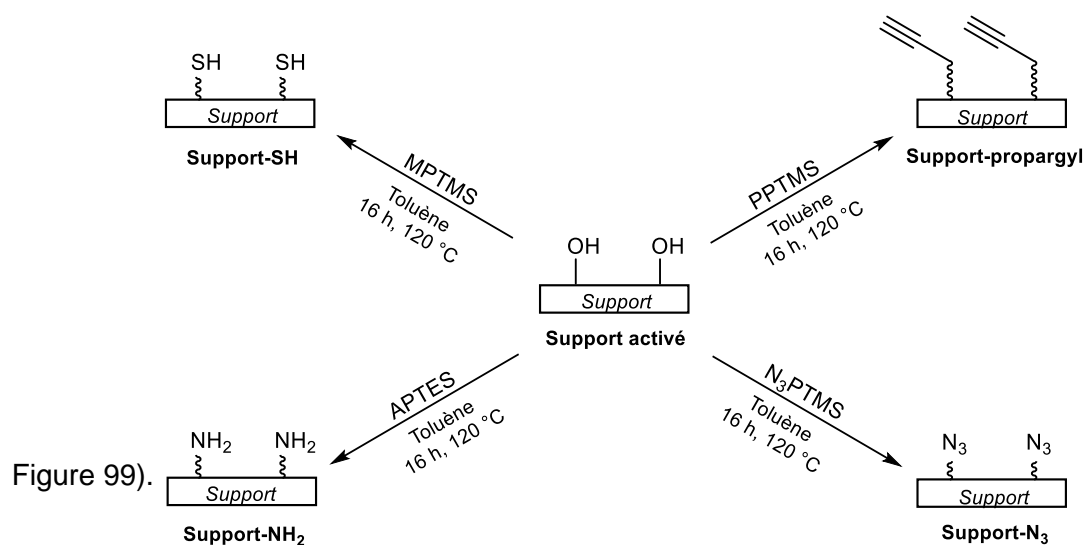 SH SH
Support
Support-SH
Support
Support-propargyl
MPTMS
Toluène
16 h, 120 °C
PPTMS
Toluène
16 h, 120 °C
OH OH
Support
Support activé
APTES
Toluène
16 h, 120 °C
N₃PTMS
Toluène
16 h, 120 °C
Figure 99).
NH₂ NH₂
Support
Support-NH₂
N₃ N₃
Support
Support-N₃